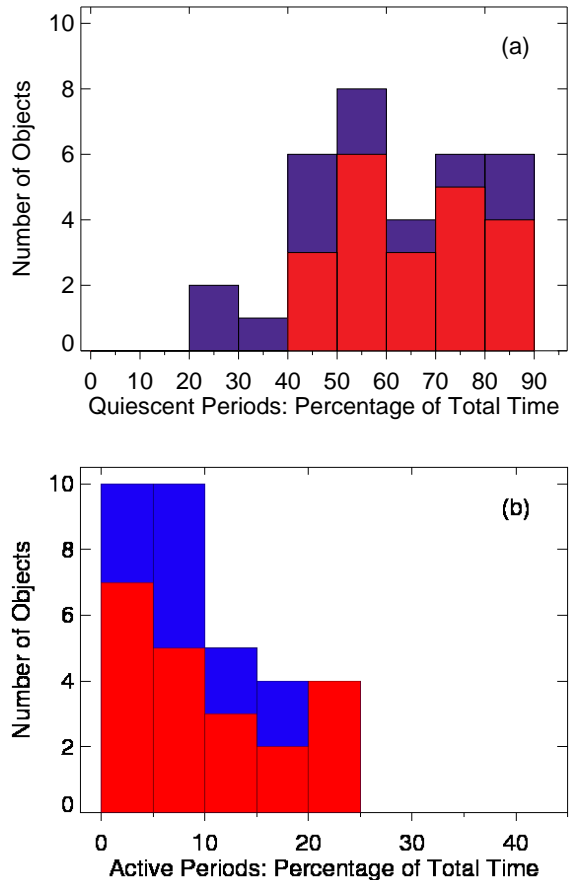 10
8
6
4
2
0
Number of Objects
(a)
0 10 20 30 40 50 60 70 80 90
Quiescent Periods: Percentage of Total Time
10
8
6
4
2
0
Number of Objects
(b)
0 10 20 30 40
Active Periods: Percentage of Total Time